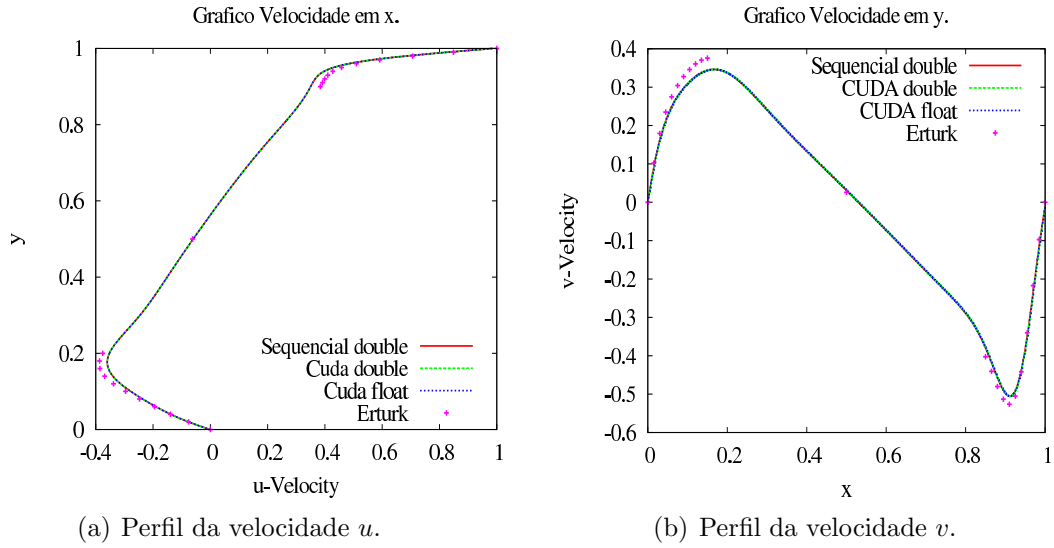 Grafico Velocidade em x.
1
0.8
0.6
0.4
0.2
0
y
-0.4 -0.2 0 0.2 0.4 0.6 0.8 1
u-Velocity
Sequencial double
Cuda double
Cuda float
Erturk
(a) Perfil da velocidade u.
Grafico Velocidade em y.
0.4
0.3
0.2
0.1
0
-0.1
-0.2
-0.3
-0.4
-0.5
-0.6
v-Velocity
0 0.2 0.4 0.6 0.8 1
x
Sequencial double
CUDA double
CUDA float
Erturk
(b) Perfil da velocidade v.